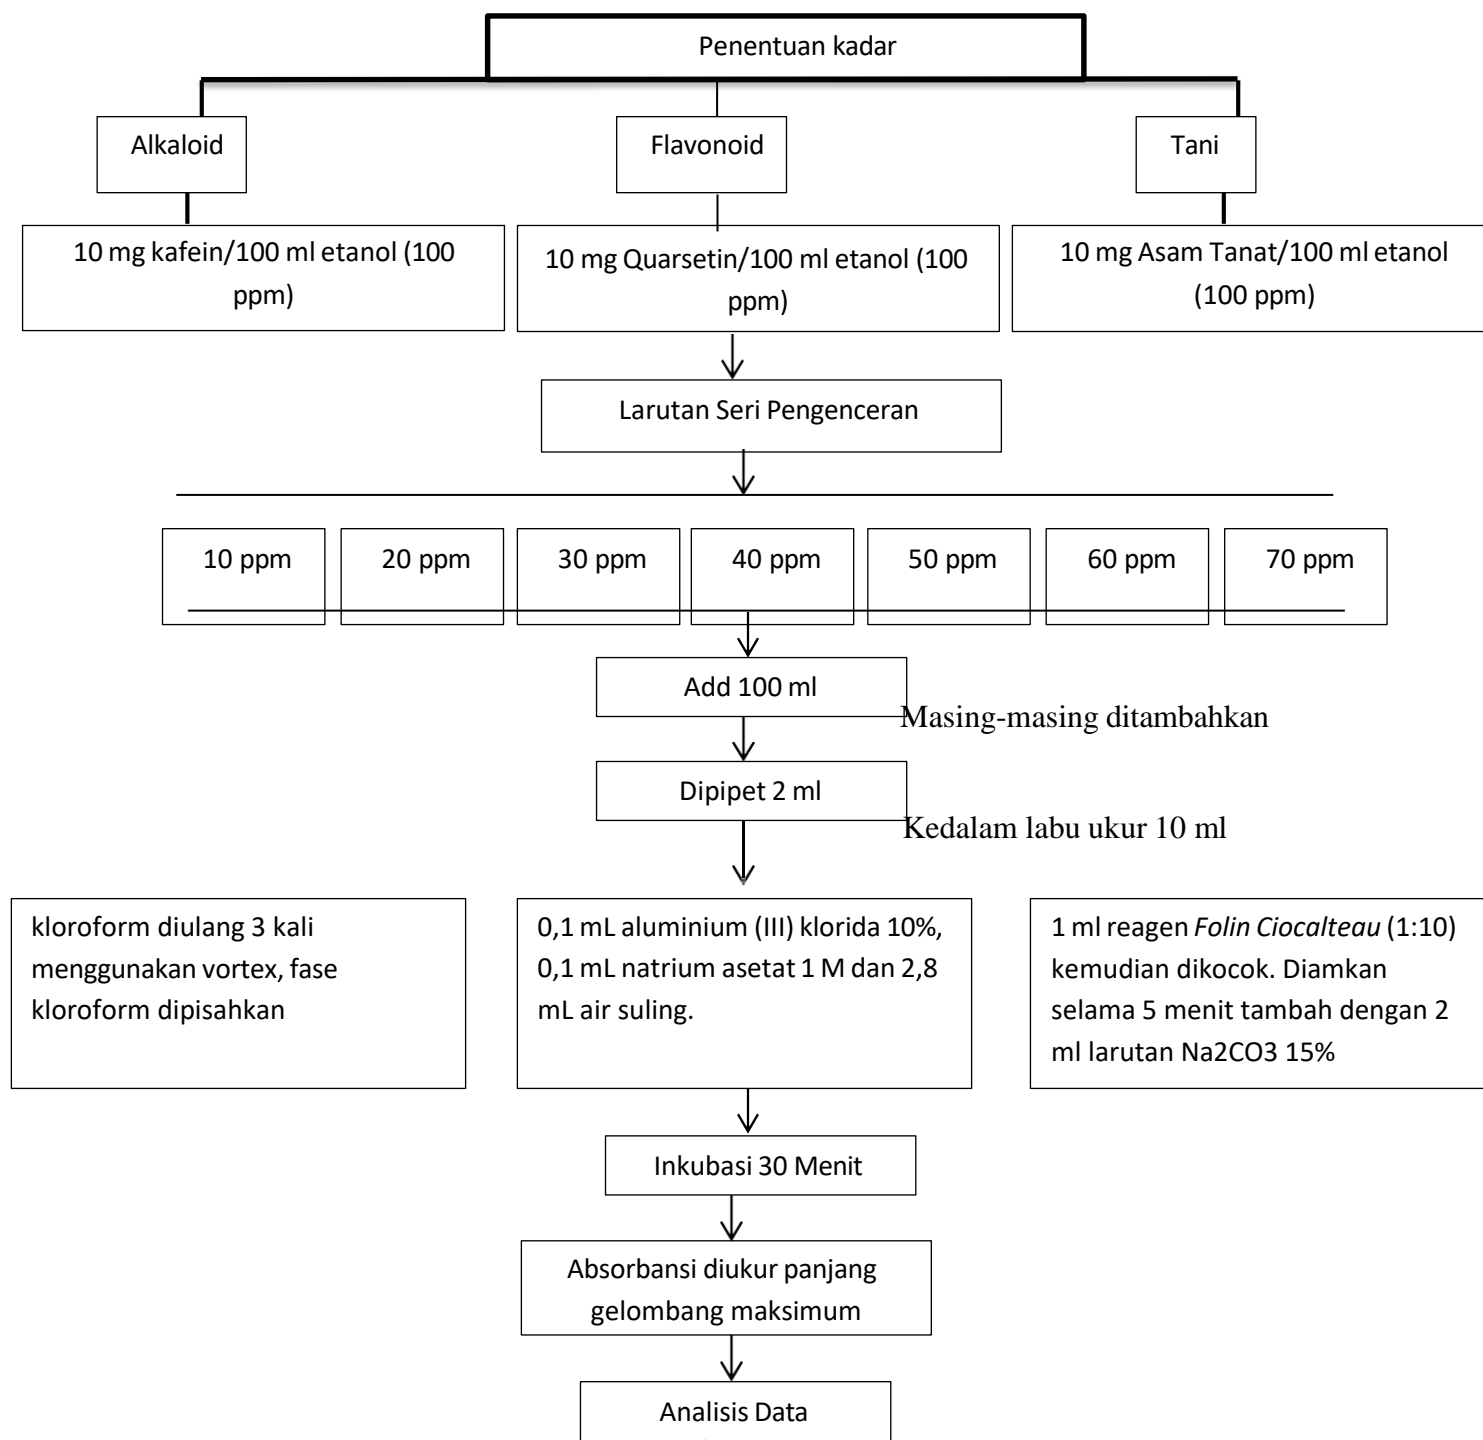 Penentuan kadar
Alkaloid
Flavonoid
Tani
10 mg kafein/100 ml etanol (100
ppm)
10 mg Quarsetin/100 ml etanol (100
ppm)
10 mg Asam Tanat/100 ml etanol
(100 ppm)
Larutan Seri Pengenceran
10 ppm
20 ppm
30 ppm
40 ppm
50 ppm
60 ppm
70 ppm
Add 100 ml
Masing-masing ditambahkan
Dipipet 2 ml
Kedalam labu ukur 10 ml
kloroform diulang 3 kali
menggunakan vortex, fase
kloroform dipisahkan
0,1 mL aluminium (III) klorida 10%,
0,1 mL natrium asetat 1 M dan 2,8
mL air suling.
1 ml reagen Folin Ciocalteau (1:10)
kemudian dikocok. Diamkan
selama 5 menit tambah dengan 2
ml larutan Na2CO3 15%
Inkubasi 30 Menit
Absorbansi diukur panjang
gelombang maksimum
Analisis Data